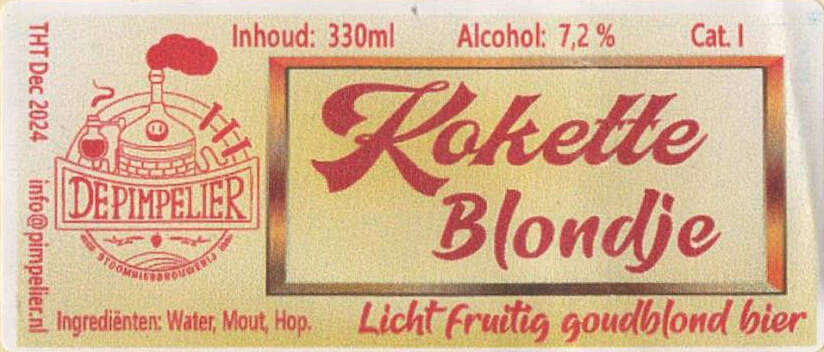 Inhoud: 330ml Alcohol: 7,2 % Cat. I
THT Dec 2024 info@pimpelier.nl
DE PIMPELIER
STOOMBIERBROUWERIJ
Kokette
Blondje
Ingrediënten: Water, Mout, Hop.
Licht fruitig goudblond bier